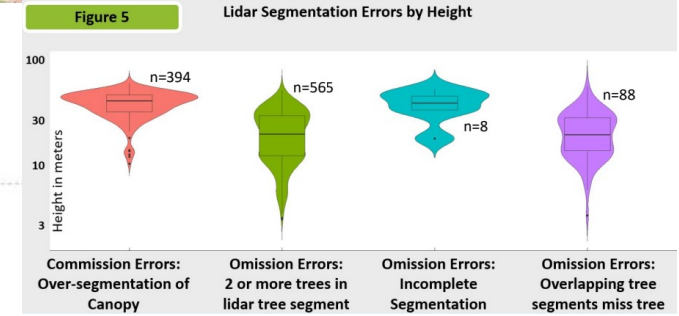 Figure 5
Lidar Segmentation Errors by Height
100
30
10
3
Height in meters
n=394
n=565
n=8
n=88
Commission Errors:
Over-segmentation of
Canopy
Omission Errors:
2 or more trees in
lidar tree segment
Omission Errors:
Incomplete
Segmentation
Omission Errors:
Overlapping tree
segments miss tree